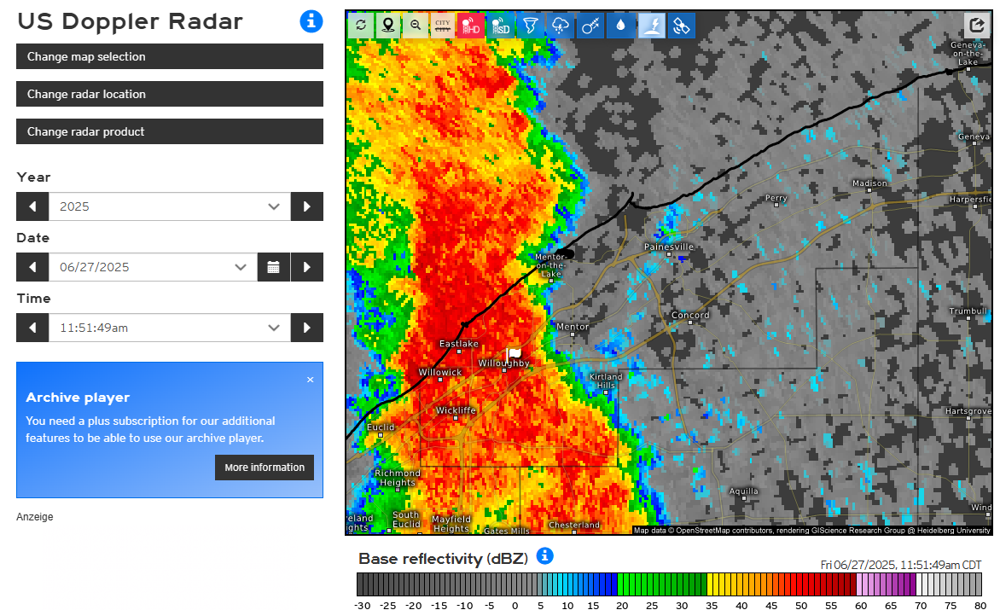 US Doppler Radar
Change map selection
Change radar location
Change radar product
Year
2025
Date
06/27/2025
Time
11:51:49am
×
Archive player
You need a plus subscription for our additional
features to be able to use our archive player.
More information
Anzeige
CITY
CITY
HD
SD
Geneva-
on-the-
Lake
Geneva
Madison
Perry
Harpersfie
Painesville
Mentor-
on-the-
Lake
Trumbull
Concord
Mentor
Eastlake
Willoughby
Willowick
Kirtland
Hills
Wickliffe
Hartsgrove
Euclid
Richmond
Heights
Aquilla
Wind
eland
ights
South
Euclid
Mayfield
Heights
Gates Mills
Chesterland
Map data © OpenStreetMap contributors, rendering GIScience Research Group @ Heidelberg University
Base reflectivity (dBZ)
Fri 06/27/2025, 11:51:49am CDT
-30 -25 -20 -15 -10 -5 0 5 10 15 20 25 30 35 40 45 50 55 60 65 70 75 80